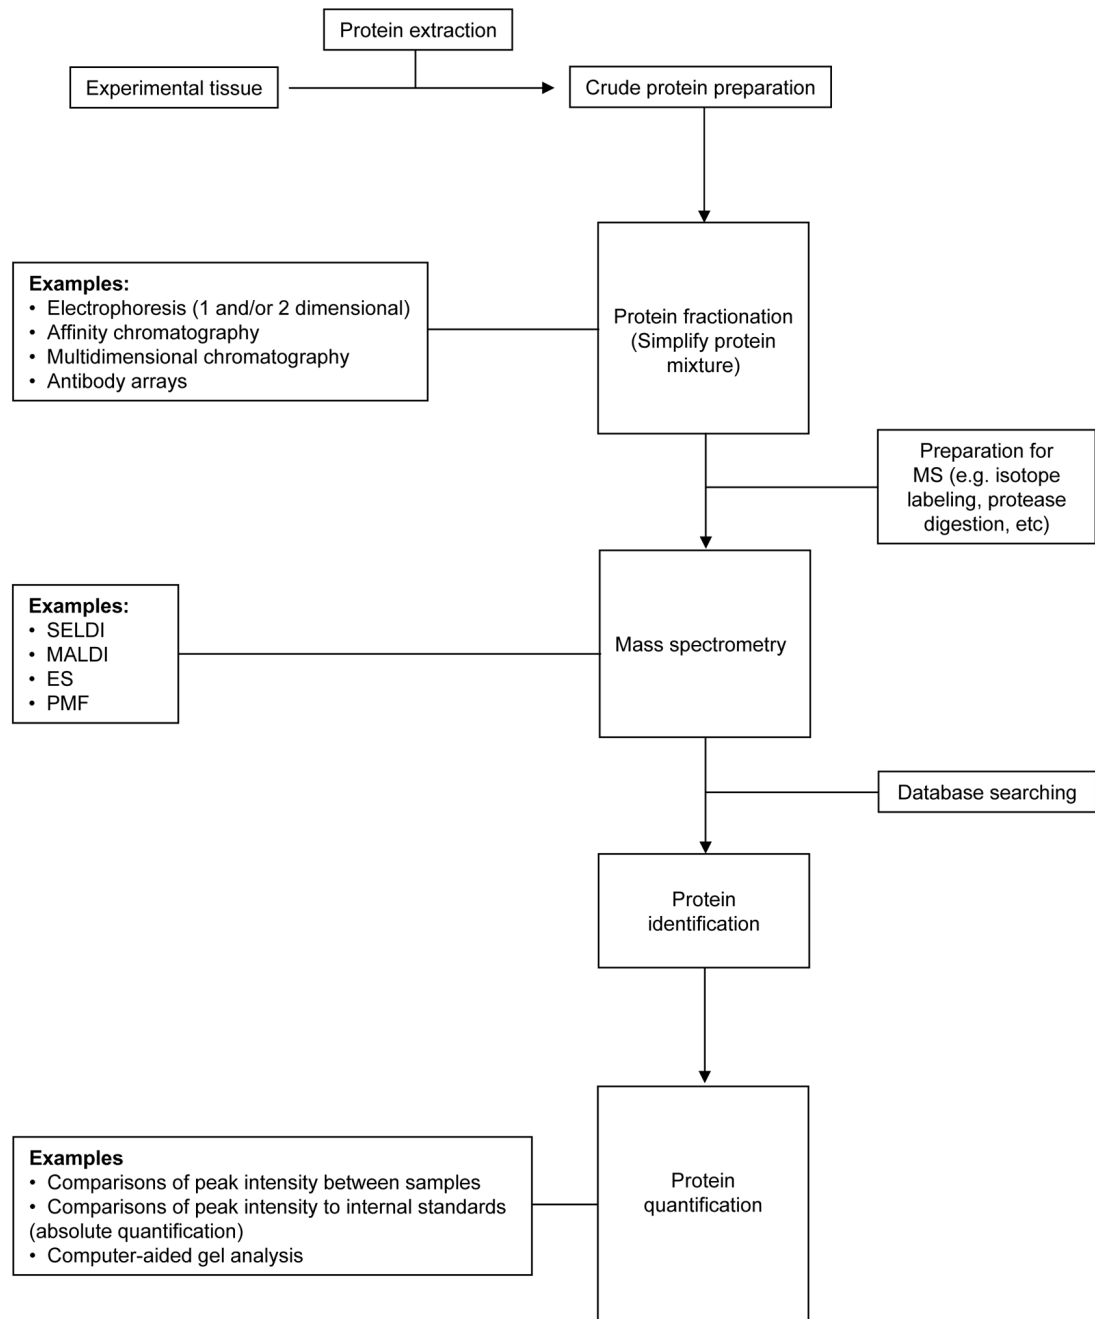 Protein extraction
Experimental tissue
Crude protein preparation
Examples:
• Electrophoresis (1 and/or 2 dimensional)
• Affinity chromatography
• Multidimensional chromatography
• Antibody arrays
Protein fractionation
(Simplify protein
mixture)
Preparation for
MS (e.g. isotope
labeling, protease
digestion, etc)
Examples:
• SELDI
• MALDI
• ES
• PMF
Mass spectrometry
Database searching
Protein
identification
Examples
• Comparisons of peak intensity between samples
• Comparisons of peak intensity to internal standards
(absolute quantification)
• Computer-aided gel analysis
Protein
quantification